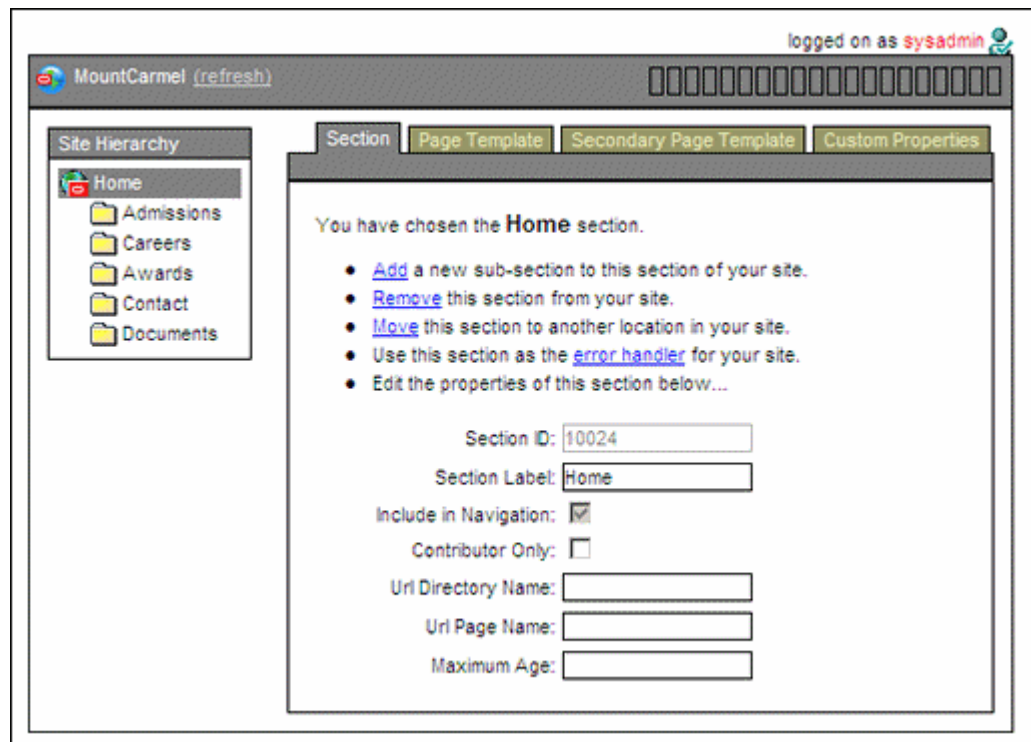 logged on as sysadmin
MountCarmel (refresh)
Site Hierarchy
Home
Admissions
Careers
Awards
Contact
Documents
Section
Page Template
Secondary Page Template
Custom Properties
You have chosen the Home section.
Add a new sub-section to this section of your site.
Remove this section from your site.
Move this section to another location in your site.
Use this section as the error handler for your site.
Edit the properties of this section below...
Section ID: 10024
Section Label: Home
Include in Navigation:
Contributor Only:
Url Directory Name:
Url Page Name:
Maximum Age: